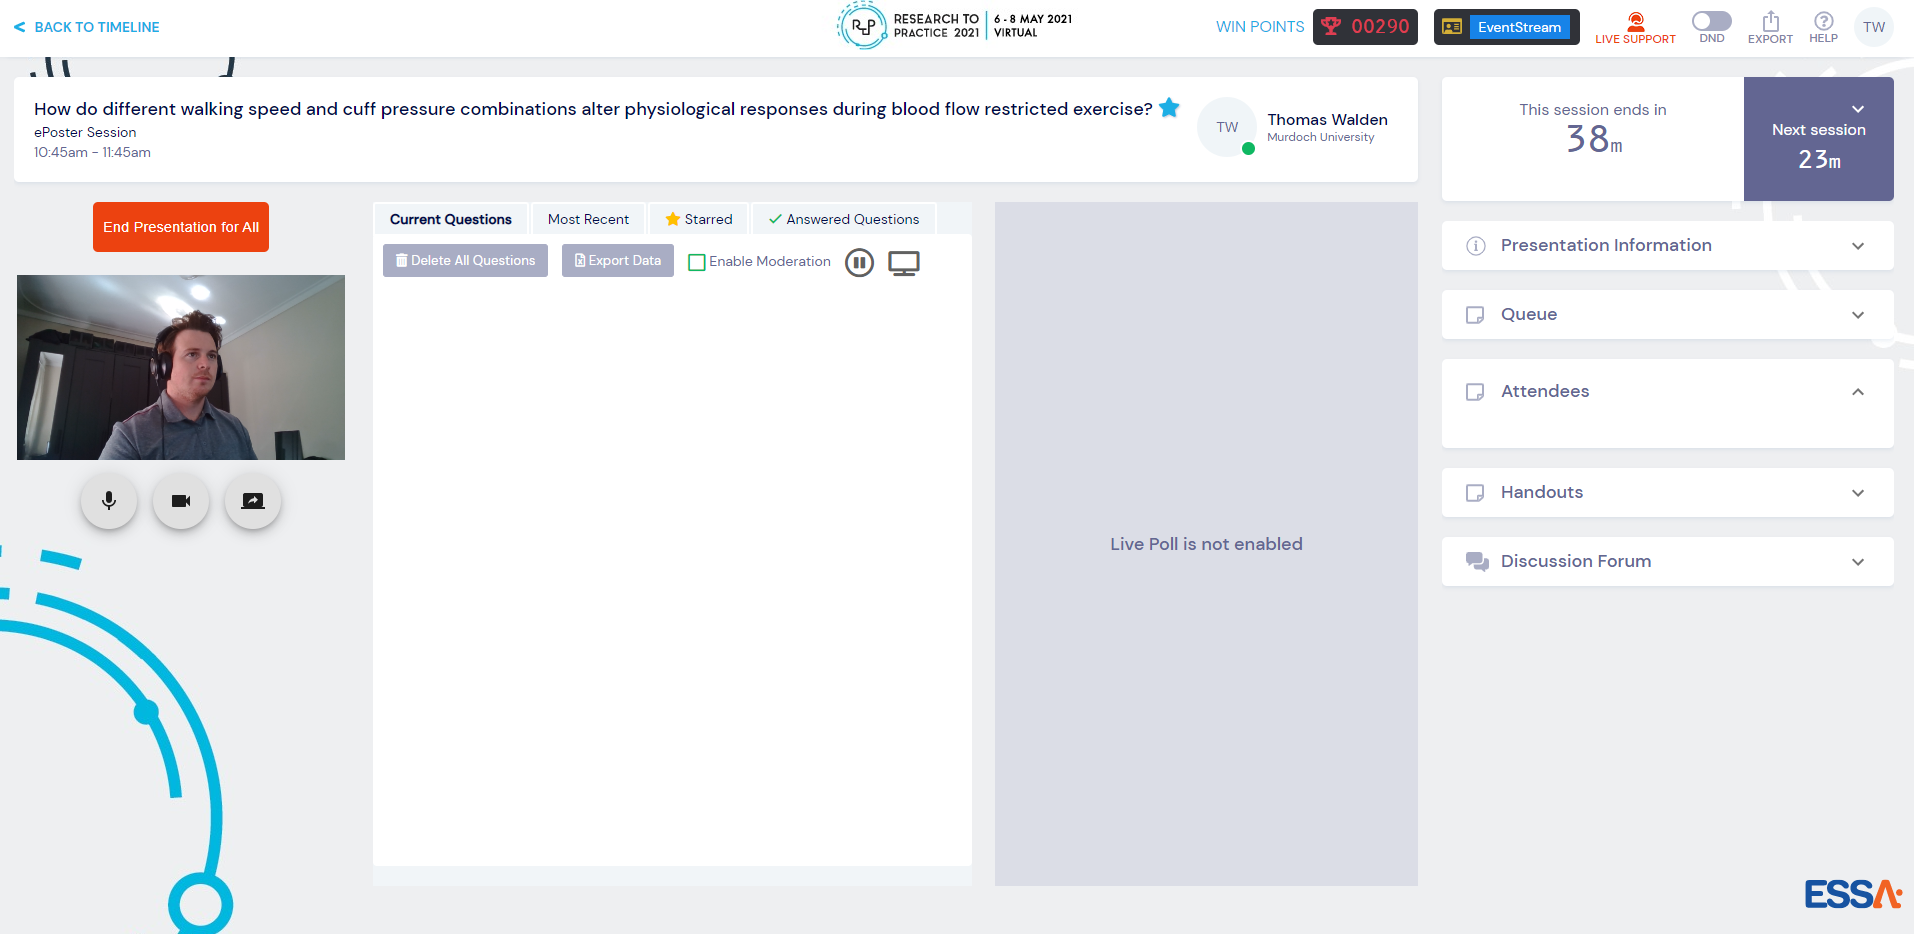 < BACK TO TIMELINE
R2P RESEARCH TO PRACTICE 2021
6 - 8 MAY 2021 VIRTUAL
WIN POINTS 00290
EventStream
LIVE SUPPORT
DND
EXPORT
HELP
TW
How do different walking speed and cuff pressure combinations alter physiological responses during blood flow restricted exercise?
ePoster Session
10:45am - 11:45am
TW
Thomas Walden
Murdoch University
This session ends in
38m
Next session
23m
End Presentation for All
Current Questions
Most Recent
Starred
Answered Questions
Delete All Questions
Export Data
Enable Moderation
Live Poll is not enabled
Presentation Information
Queue
Attendees
Handouts
Discussion Forum
ESSA